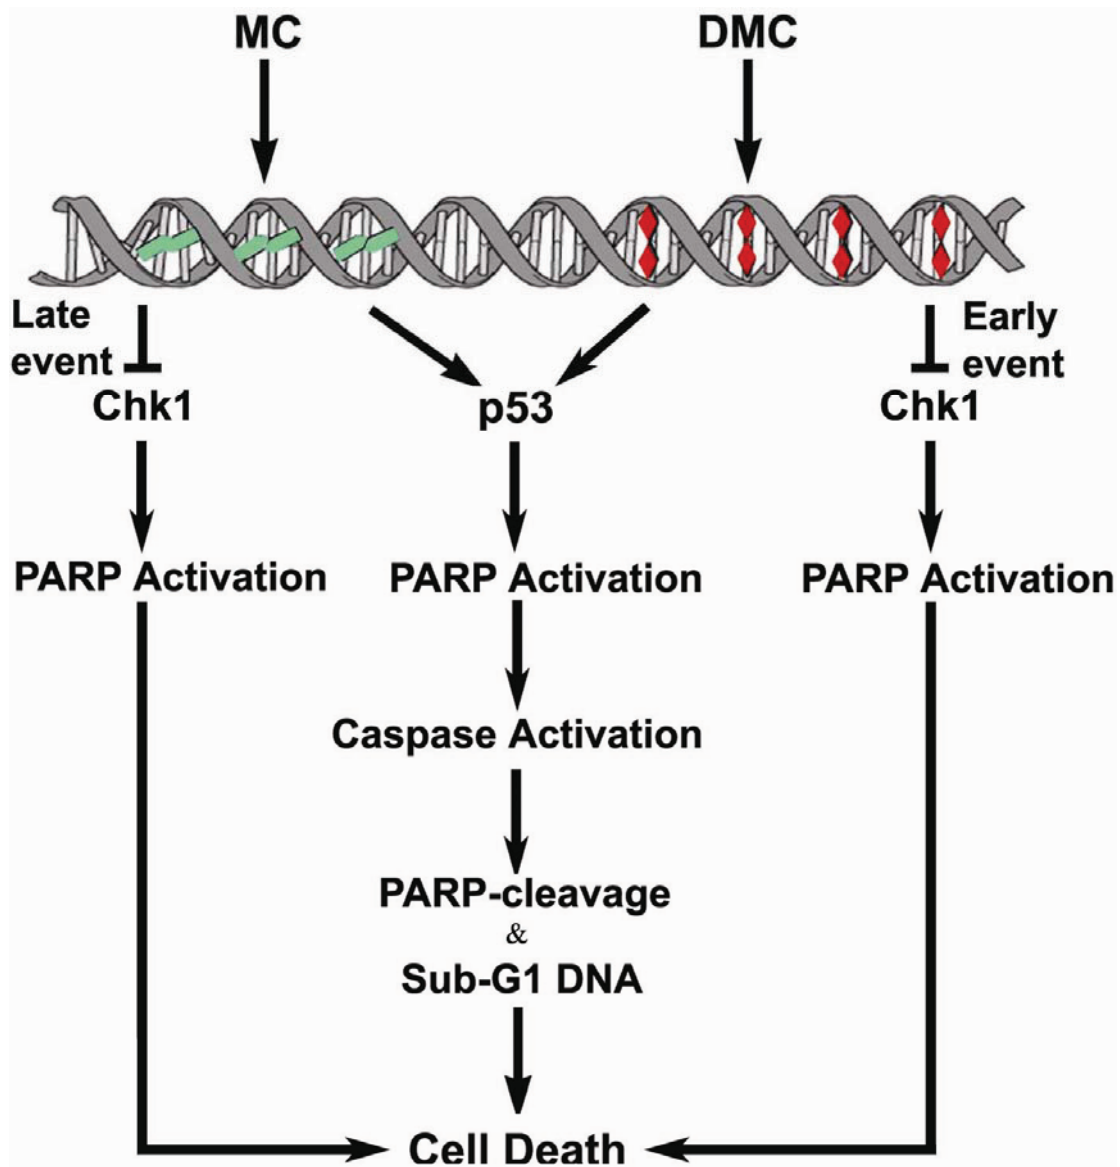 MC
DMC
Late
event
Early
event
Chk1
p53
Chk1
PARP Activation
PARP Activation
PARP Activation
Caspase Activation
PARP-cleavage
&
Sub-G1 DNA
Cell Death